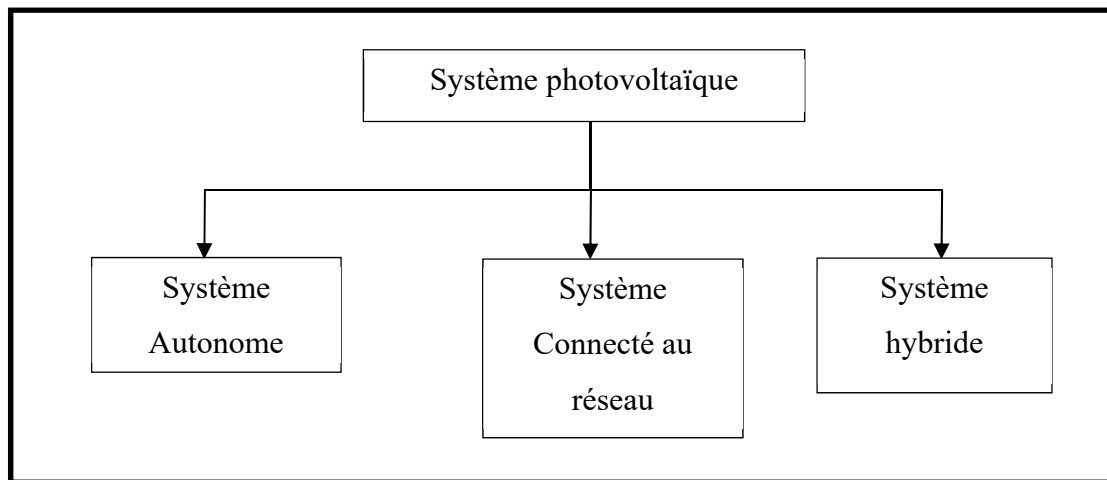 Système photovoltaïque
Système
Autonome
Système
Connecté au
réseau
Système
hybride